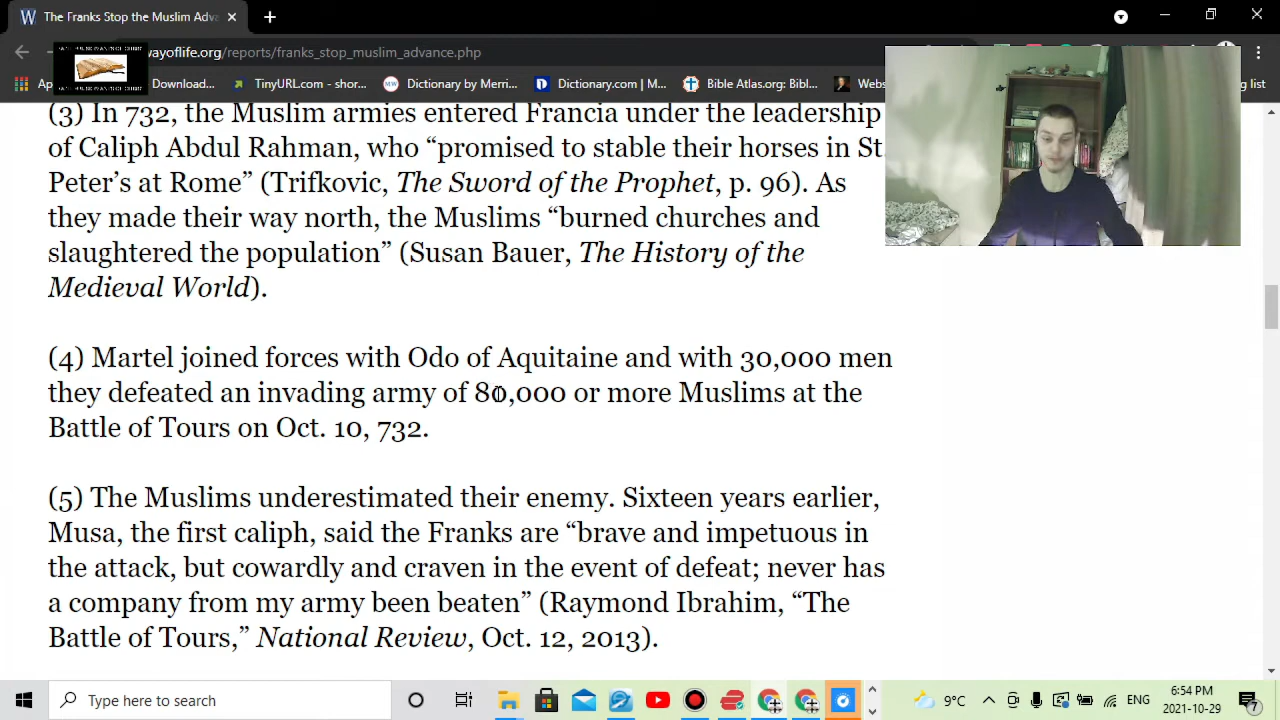 The Franks Stop the Muslim Adva
wayoflife.org/reports/franks_stop_muslim_advance.php
Download...
TinyURL.com - shor...
Dictionary by Merri...
Dictionary.com | M...
Bible Atlas.org: Bibl...
Webs
ng list
(3) In 732, the Muslim armies entered Francia under the leadership
of Caliph Abdul Rahman, who “promised to stable their horses in St.
Peter’s at Rome” (Trifkovic, The Sword of the Prophet, p. 96). As
they made their way north, the Muslims “burned churches and
slaughtered the population” (Susan Bauer, The History of the
Medieval World).
(4) Martel joined forces with Odo of Aquitaine and with 30,000 men
they defeated an invading army of 80,000 or more Muslims at the
Battle of Tours on Oct. 10, 732.
(5) The Muslims underestimated their enemy. Sixteen years earlier,
Musa, the first caliph, said the Franks are “brave and impetuous in
the attack, but cowardly and craven in the event of defeat; never has
a company from my army been beaten” (Raymond Ibrahim, “The
Battle of Tours,” National Review, Oct. 12, 2013).
Type here to search
9°C
ENG
6:54 PM
2021-10-29
7